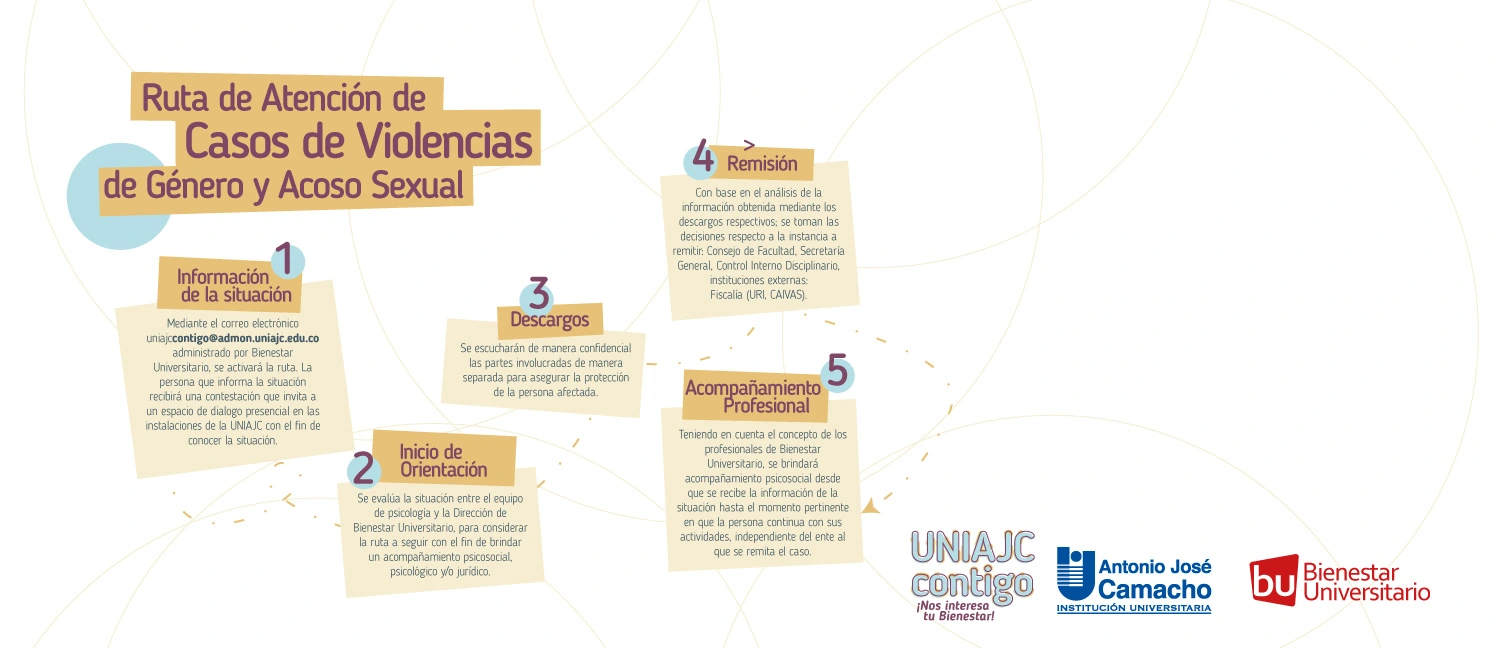 Ruta de Atención de
Casos de Violencias
de Género y Acoso Sexual
1
Información
de la situación
Mediante el correo electrónico
uniajccontigo@admon.uniajc.edu.co
administrado por Bienestar
Universitario, se activará la ruta. La
persona que informa la situación
recibirá una contestación que invita a
un espacio de dialogo presencial en las
instalaciones de la UNIAJC con el fin de
conocer la situación.
2
Inicio de
Orientación
Se evalúa la situación entre el equipo
de psicología y la Dirección de
Bienestar Universitario, para considerar
la ruta a seguir con el fin de brindar
un acompañamiento psicosocial,
psicológico y/o jurídico.
3
Descargos
Se escucharán de manera confidencial
las partes involucradas de manera
separada para asegurar la protección
de la persona afectada.
4
>
Remisión
Con base en el análisis de la
información obtenida mediante los
descargos respectivos; se toman las
decisiones respecto a la instancia a
remitir: Consejo de Facultad, Secretaría
General, Control Interno Disciplinario,
instituciones externas:
Fiscalía (URI, CAIVAS).
5
Acompañamiento
Profesional
Teniendo en cuenta el concepto de los
profesionales de Bienestar
Universitario, se brindará
acompañamiento psicosocial desde
que se recibe la información de la
situación hasta el momento pertinente
en que la persona continua con sus
actividades, independiente del ente al
que se remita el caso.
UNIAJC
contigo
¡Nos interesa
tu Bienestar!
Antonio José
Camacho
INSTITUCIÓN UNIVERSITARIA
bu
Bienestar
Universitario